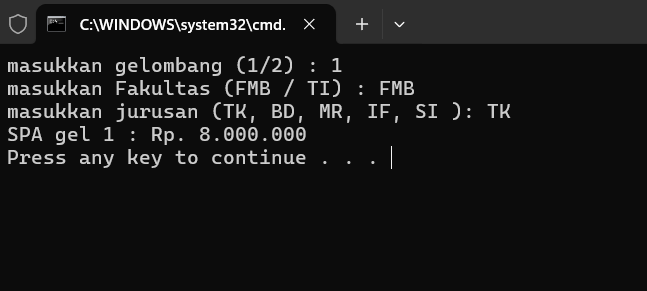 C:\WINDOWS\system32\cmd.
masukkan gelombang (1/2) : 1
masukkan Fakultas (FMB / TI) : FMB
masukkan jurusan (TK, BD, MR, IF, SI ): TK
SPA gel 1 : Rp. 8.000.000
Press any key to continue . . .